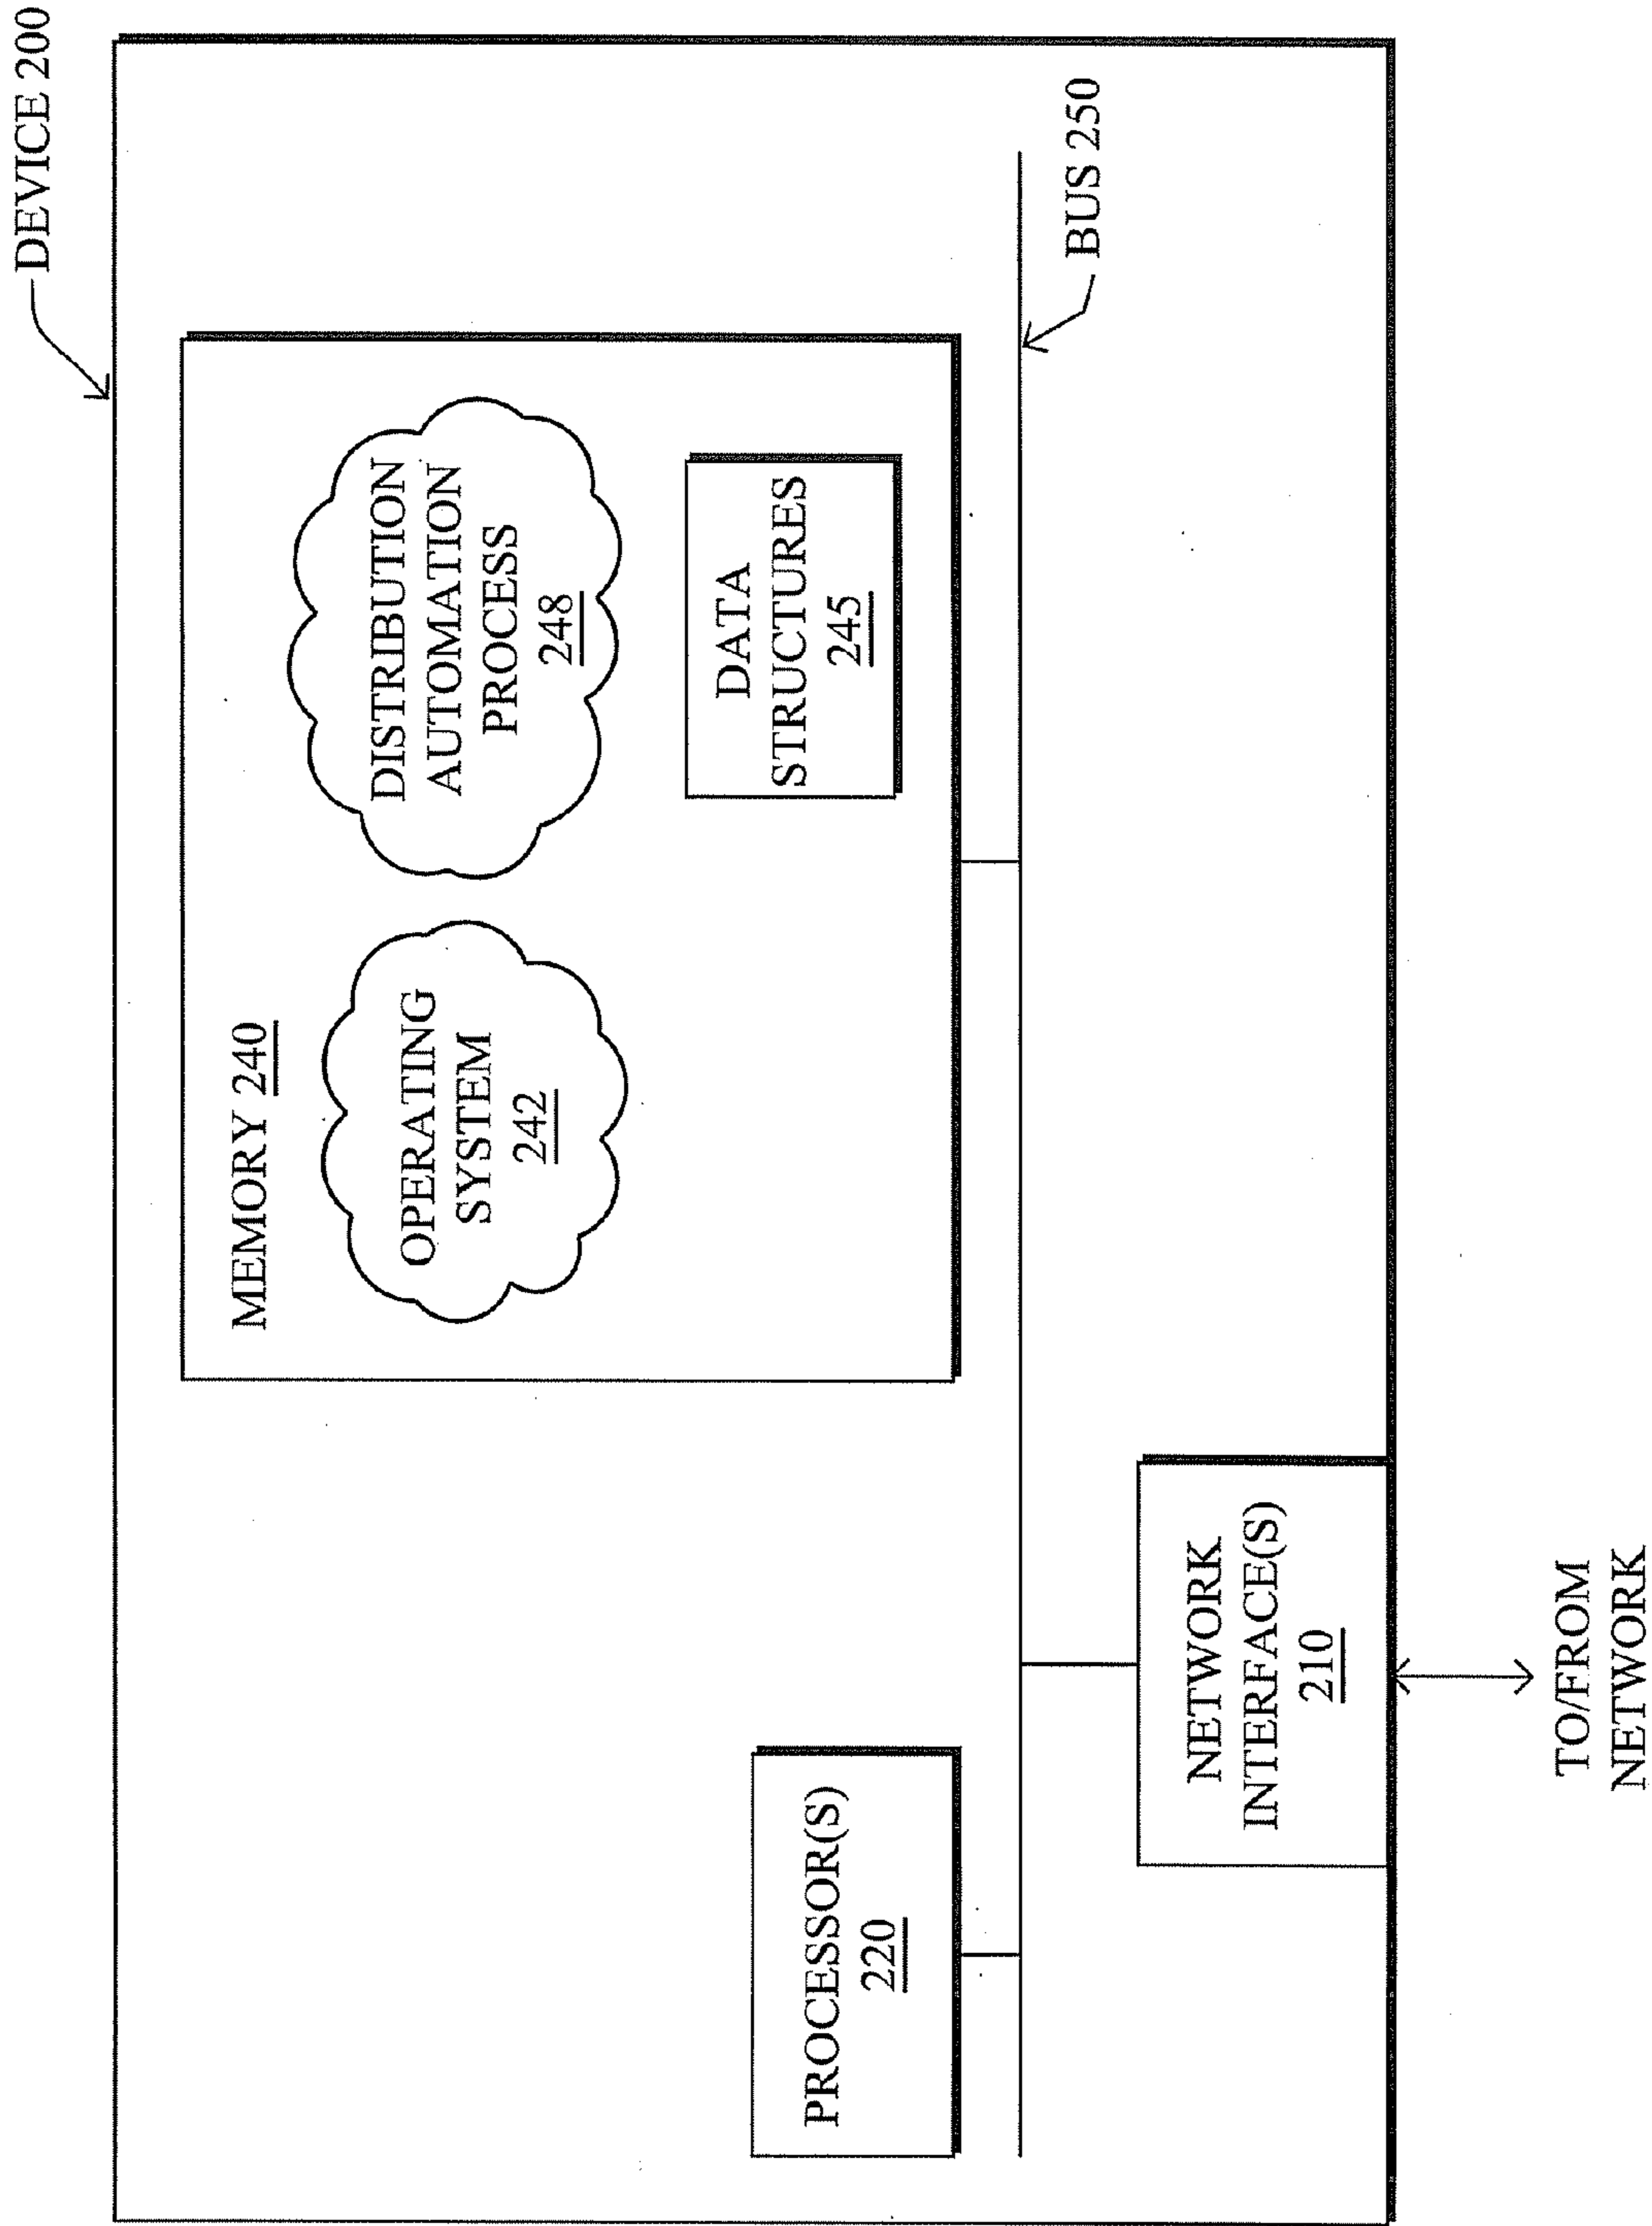 DEVICE 200
MEMORY 240
OPERATING
SYSTEM
242
DISTRIBUTION
AUTOMATION
PROCESS
248
DATA
STRUCTURES
245
PROCESSOR(S)
220
BUS 250
NETWORK
INTERFACE(S)
210
TO/FROM
NETWORK